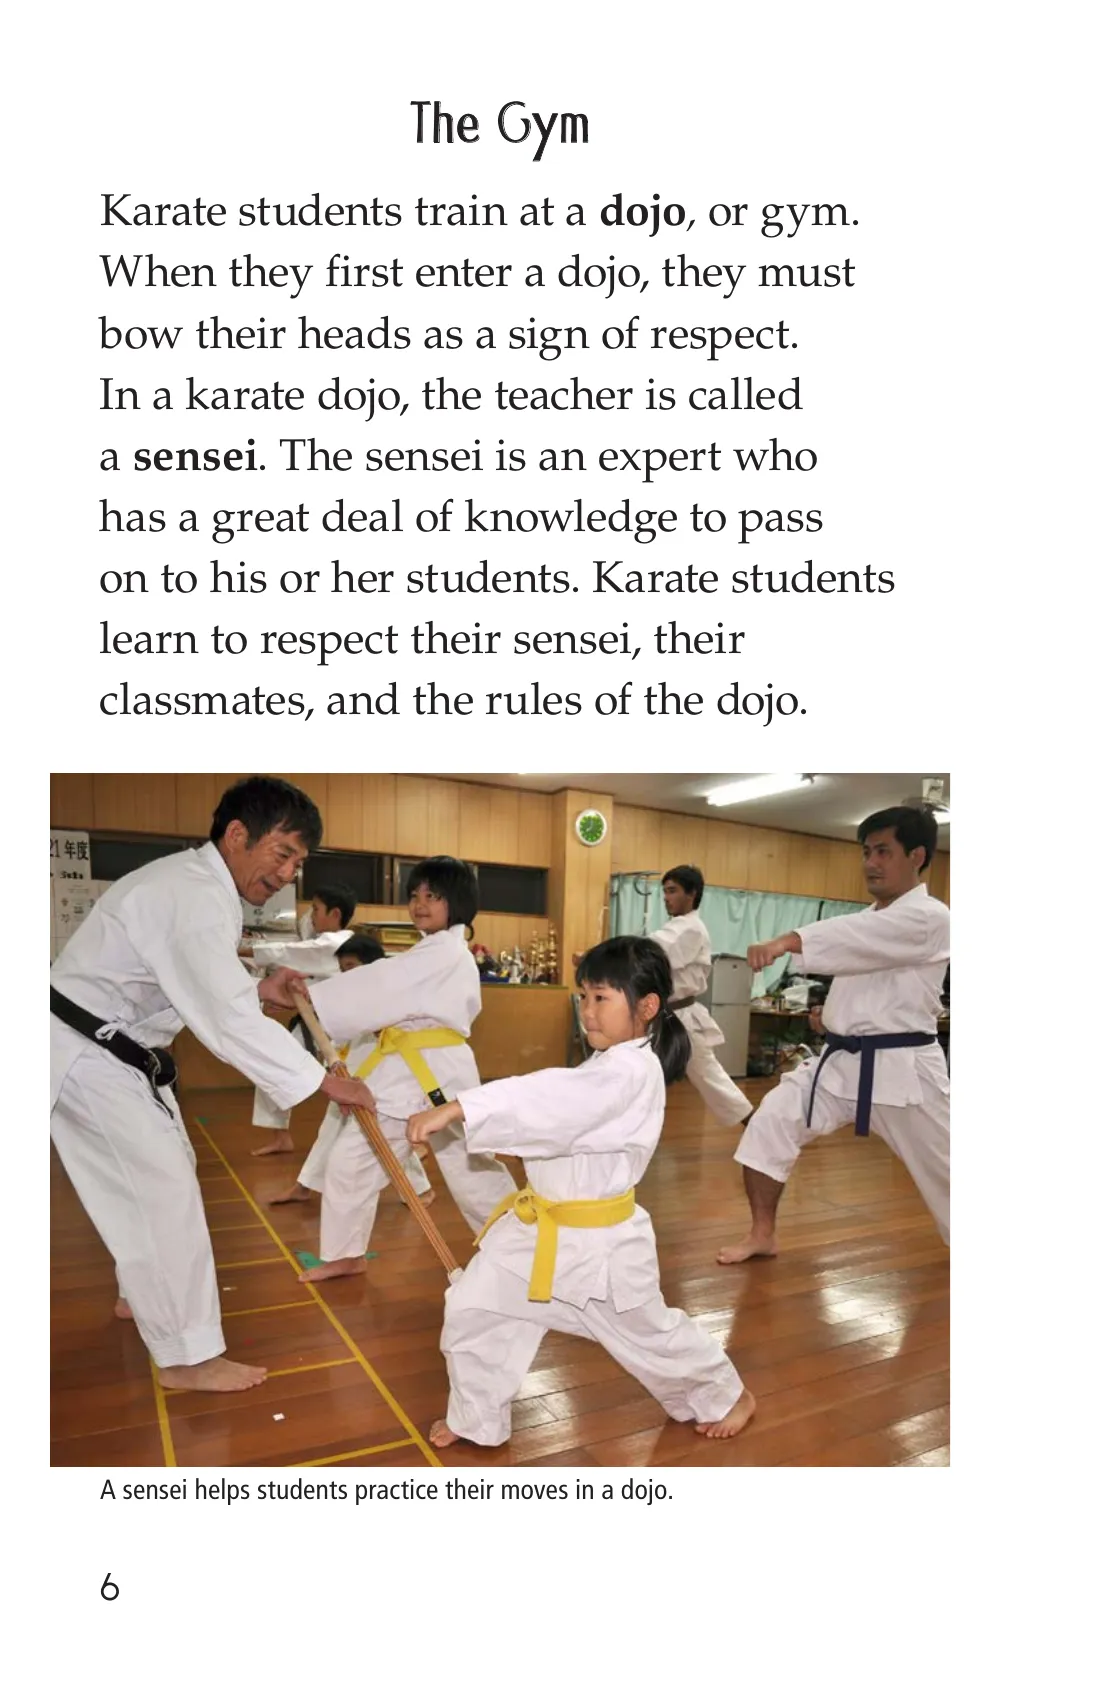 The Gym
Karate students train at a dojo, or gym.
When they first enter a dojo, they must
bow their heads as a sign of respect.
In a karate dojo, the teacher is called
a sensei. The sensei is an expert who
has a great deal of knowledge to pass
on to his or her students. Karate students
learn to respect their sensei, their
classmates, and the rules of the dojo.
21年度
A sensei helps students practice their moves in a dojo.
6